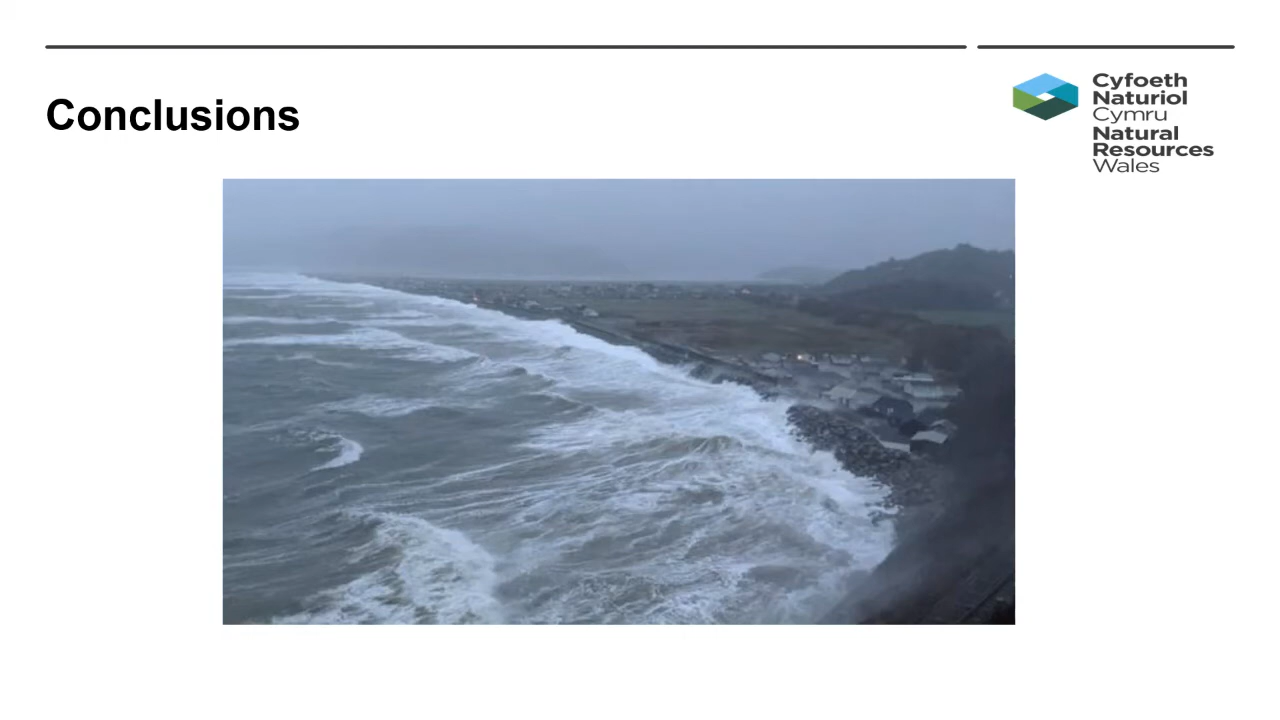 Conclusions
Cyfoeth
Naturiol
Cymru
Natural
Resources
Wales